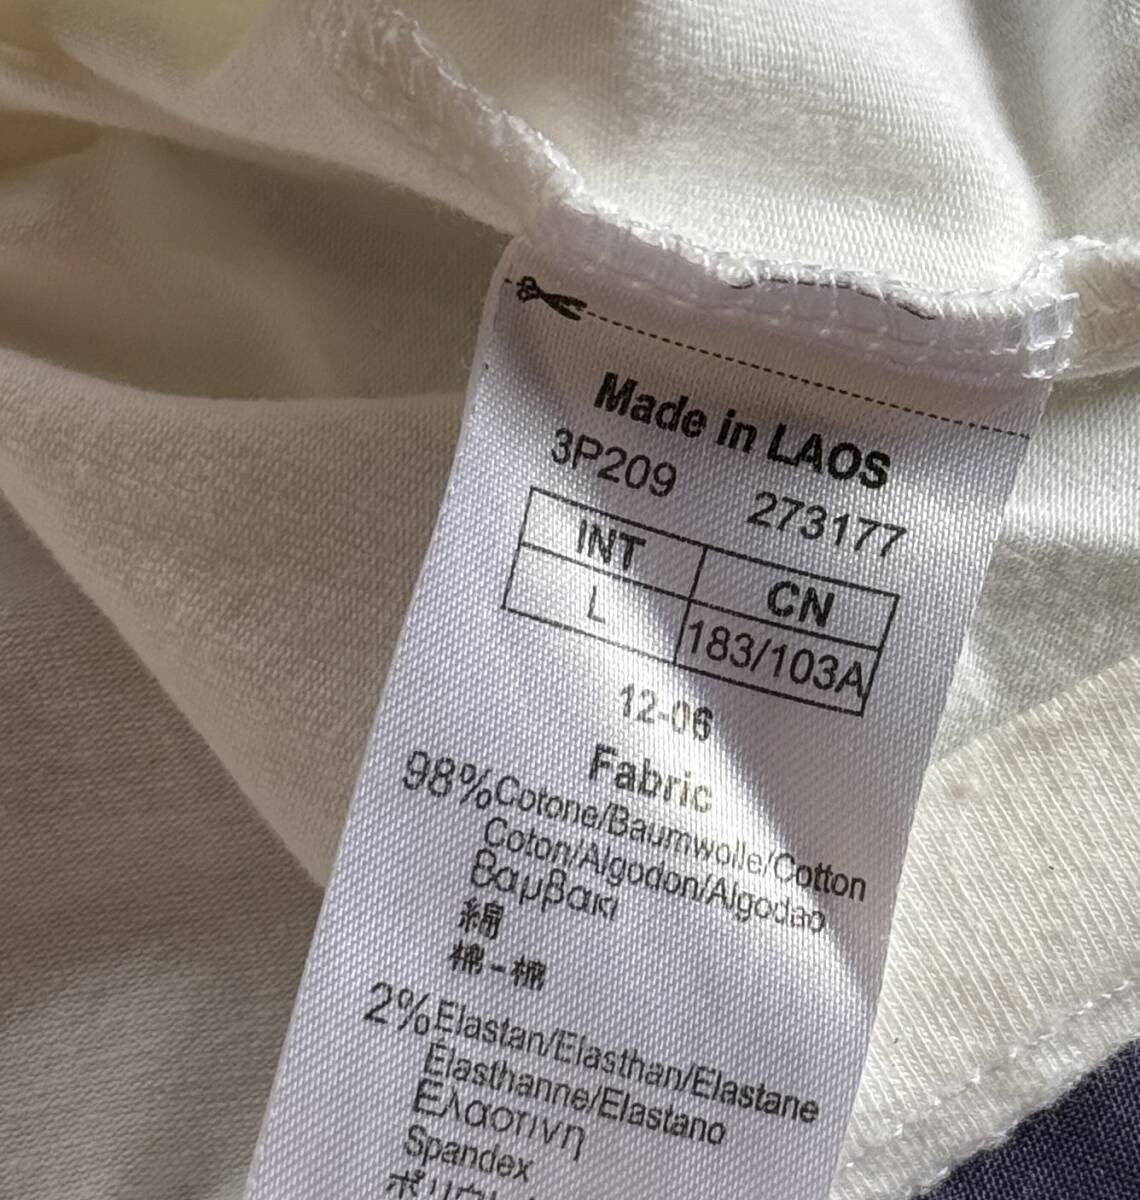 Made in LAOS
3P209 273177
INT CN
L 183/103A
12-06
Fabric
98% Cotone/Baumwolle/Cotton
Coton/Algodon/Algodao
Βαμβακι
綿
棉-棉
2% Elastan/Elasthan/Elastane
Elasthanne/Elastano
Ελαστινη
Spandex